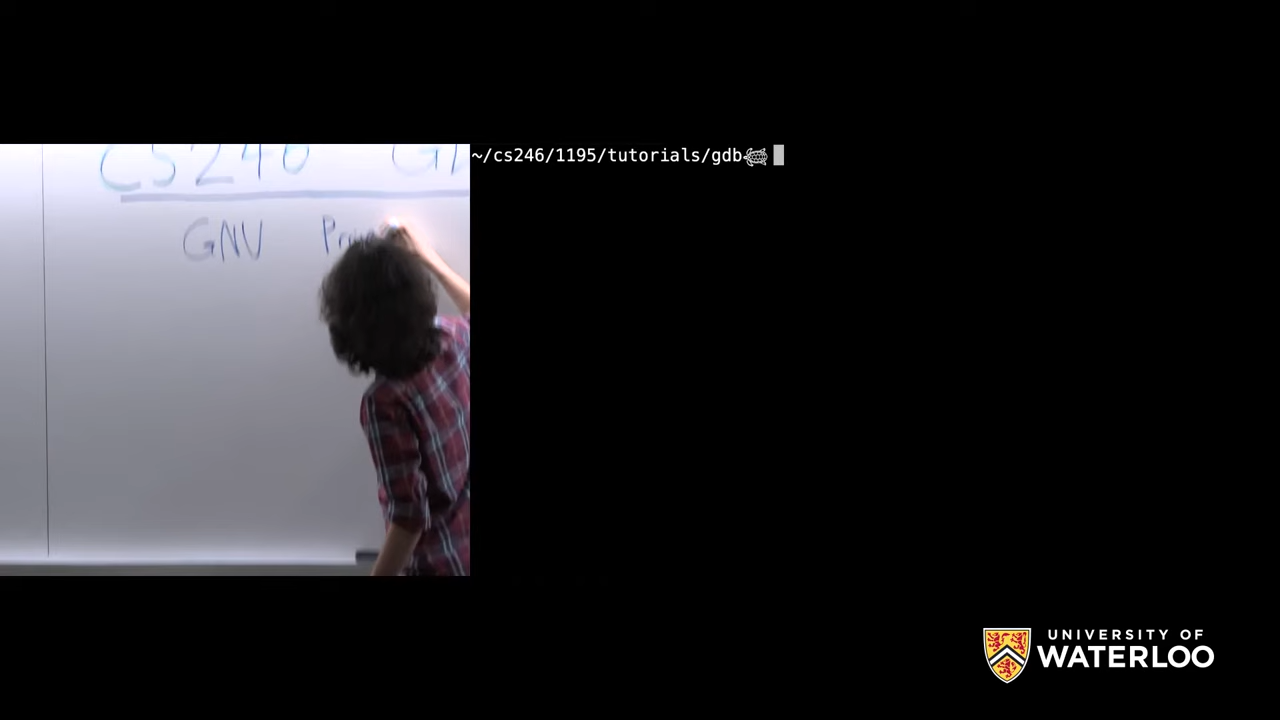 CS246
GNU
~/cs246/1195/tutorials/gdb
UNIVERSITY OF
WATERLOO